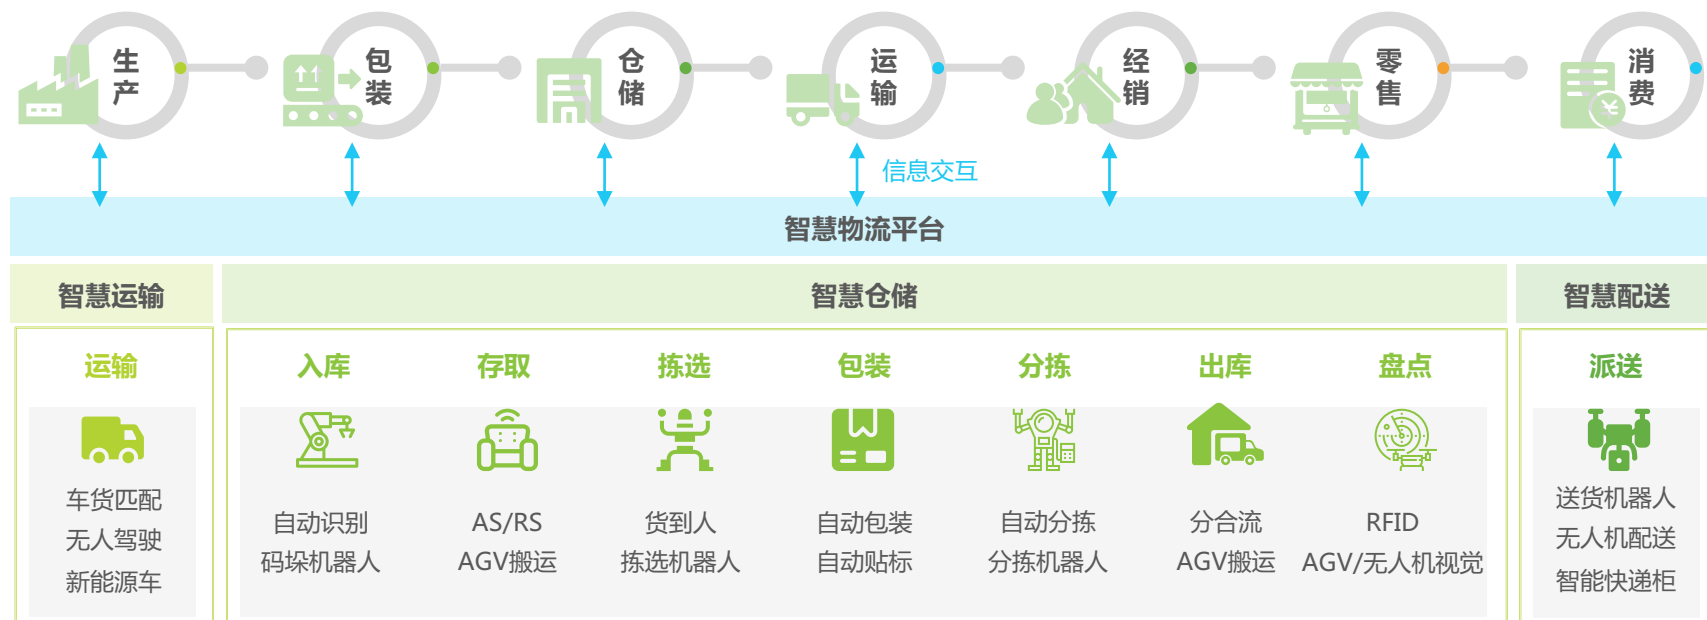 生产
包装
仓储
运输
经销
零售
消费
信息交互
智慧物流平台
智慧运输
智慧仓储
智慧配送
运输
入库
存取
拣选
包装
分拣
出库
盘点
派送
车货匹配
无人驾驶
新能源车
自动识别
码垛机器人
AS/RS
AGV搬运
货到人
拣选机器人
自动包装
自动贴标
自动分拣
分拣机器人
分合流
AGV搬运
RFID
AGV/无人机视觉
送货机器人
无人机配送
智能快递柜